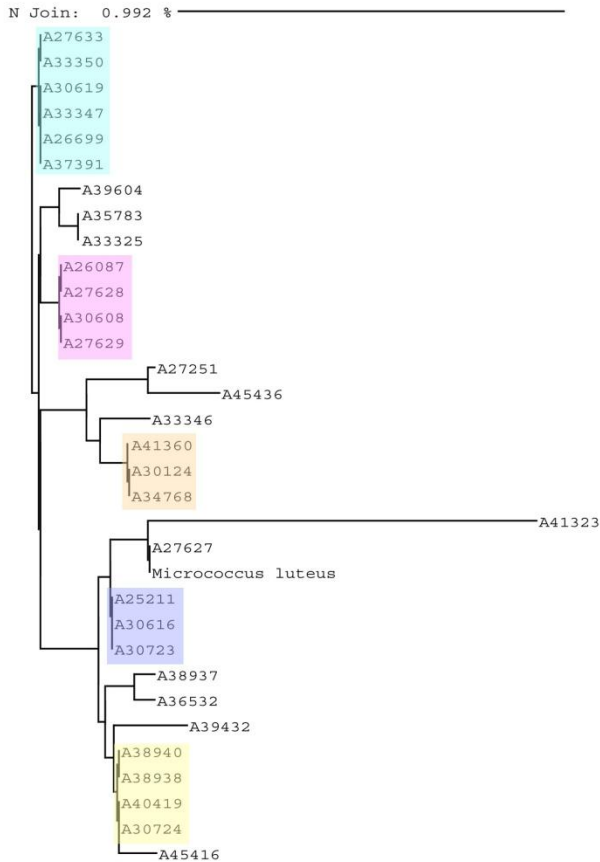 N Join: 0.992 %
A27633
A33350
A30619
A33347
A26699
A37391
A39604
A35783
A33325
A26087
A27628
A30608
A27629
A27251
A45436
A33346
A41360
A30124
A34768
A41323
A27627
Micrococcus luteus
A25211
A30616
A30723
A38937
A36532
A39432
A38940
A38938
A40419
A30724
A45416